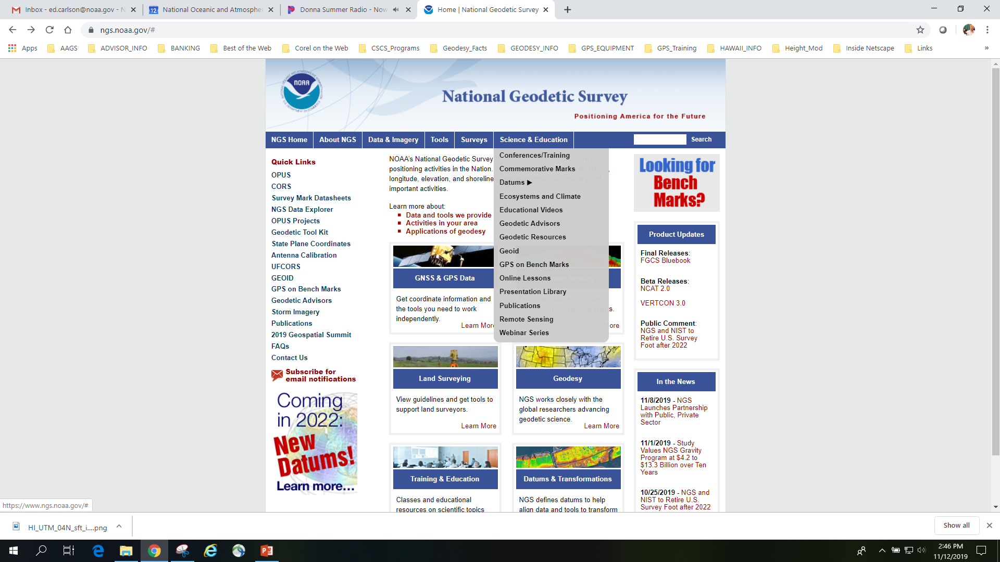 Inbox - ed.carlson@noaa.gov - N
National Oceanic and Atmospher
Donna Summer Radio - Now
Home | National Geodetic Survey
ngs.noaa.gov/#
Apps
AAGS
ADVISOR_INFO
BANKING
Best of the Web
Corel on the Web
CSCS_Programs
Geodesy_Facts
GEODESY_INFO
GPS_EQUIPMENT
GPS_Training
HAWAII_INFO
Height_Mod
Inside Netscape
Links
»
NOAA
National Geodetic Survey
Positioning America for the Future
NGS Home
About NGS
Data & Imagery
Tools
Surveys
Science & Education
Search
Quick Links
OPUS
CORS
Survey Mark Datasheets
NGS Data Explorer
OPUS Projects
Geodetic Tool Kit
State Plane Coordinates
Antenna Calibration
UFCORS
GEOID
GPS on Bench Marks
Geodetic Advisors
Storm Imagery
Publications
2019 Geospatial Summit
FAQs
Contact Us
Subscribe for
email notifications
Coming
in 2022:
New
Datums!
Learn more...
NOAA's National Geodetic Survey
positioning activities in the Nation.
longitude, elevation, and shoreline
important activities.
Learn more about:
Data and tools we provide
Activities in your area
Applications of geodesy
Conferences/Training
Commemorative Marks
Datums ▶
Ecosystems and Climate
Educational Videos
Geodetic Advisors
Geodetic Resources
Geoid
GPS on Bench Marks
Online Lessons
Presentation Library
Publications
Remote Sensing
Webinar Series
GNSS & GPS Data
Get coordinate information and
the tools you need to work
independently.
Learn More
Land Surveying
View guidelines and get tools to
support land surveyors.
Learn More
Geodesy
NGS works closely with the
global researchers advancing
geodetic science.
Learn More
Training & Education
Classes and educational
resources on scientific topics
Datums & Transformations
NGS defines datums to help
align data and tools to transform
Looking for
Bench
Marks?
Product Updates
Final Releases:
FGCS Bluebook
Beta Releases:
NCAT 2.0
VERTCON 3.0
Public Comment:
NGS and NIST to
Retire U.S. Survey
Foot after 2022
In the News
11/8/2019 - NGS
Launches Partnership
with Public, Private
Sector
11/1/2019 - Study
Values NGS Gravity
Program at $4.2 to
$13.3 Billion over Ten
Years
10/25/2019 - NGS and
NIST to Retire U.S.
Survey Foot after 2022
https://www.ngs.noaa.gov/#
HI_UTM_04N_sft_i....png
Show all
2:46 PM
11/12/2019